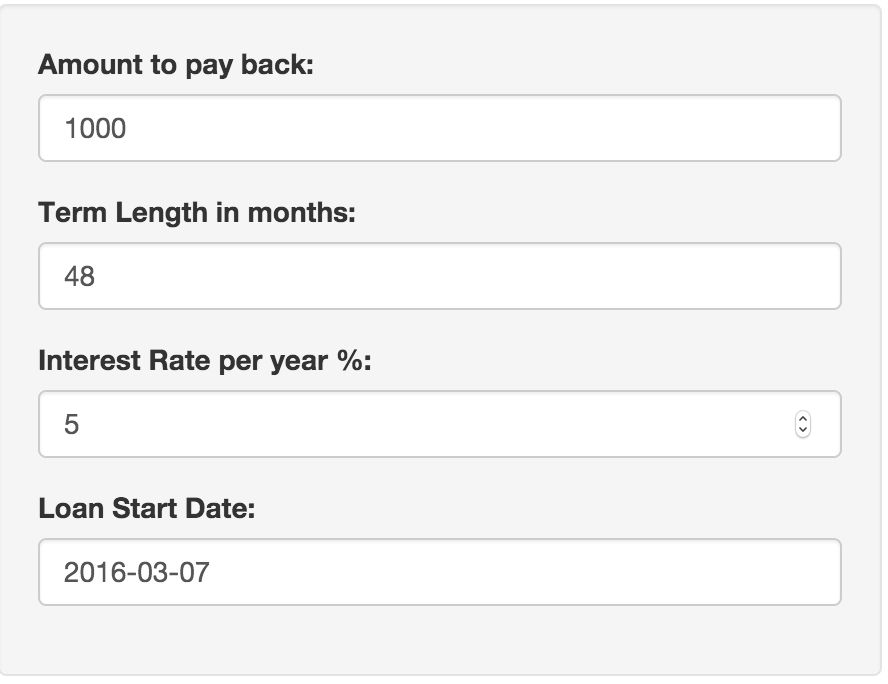 Amount to pay back:
1000
Term Length in months:
48
Interest Rate per year %:
5
Loan Start Date:
2016-03-07